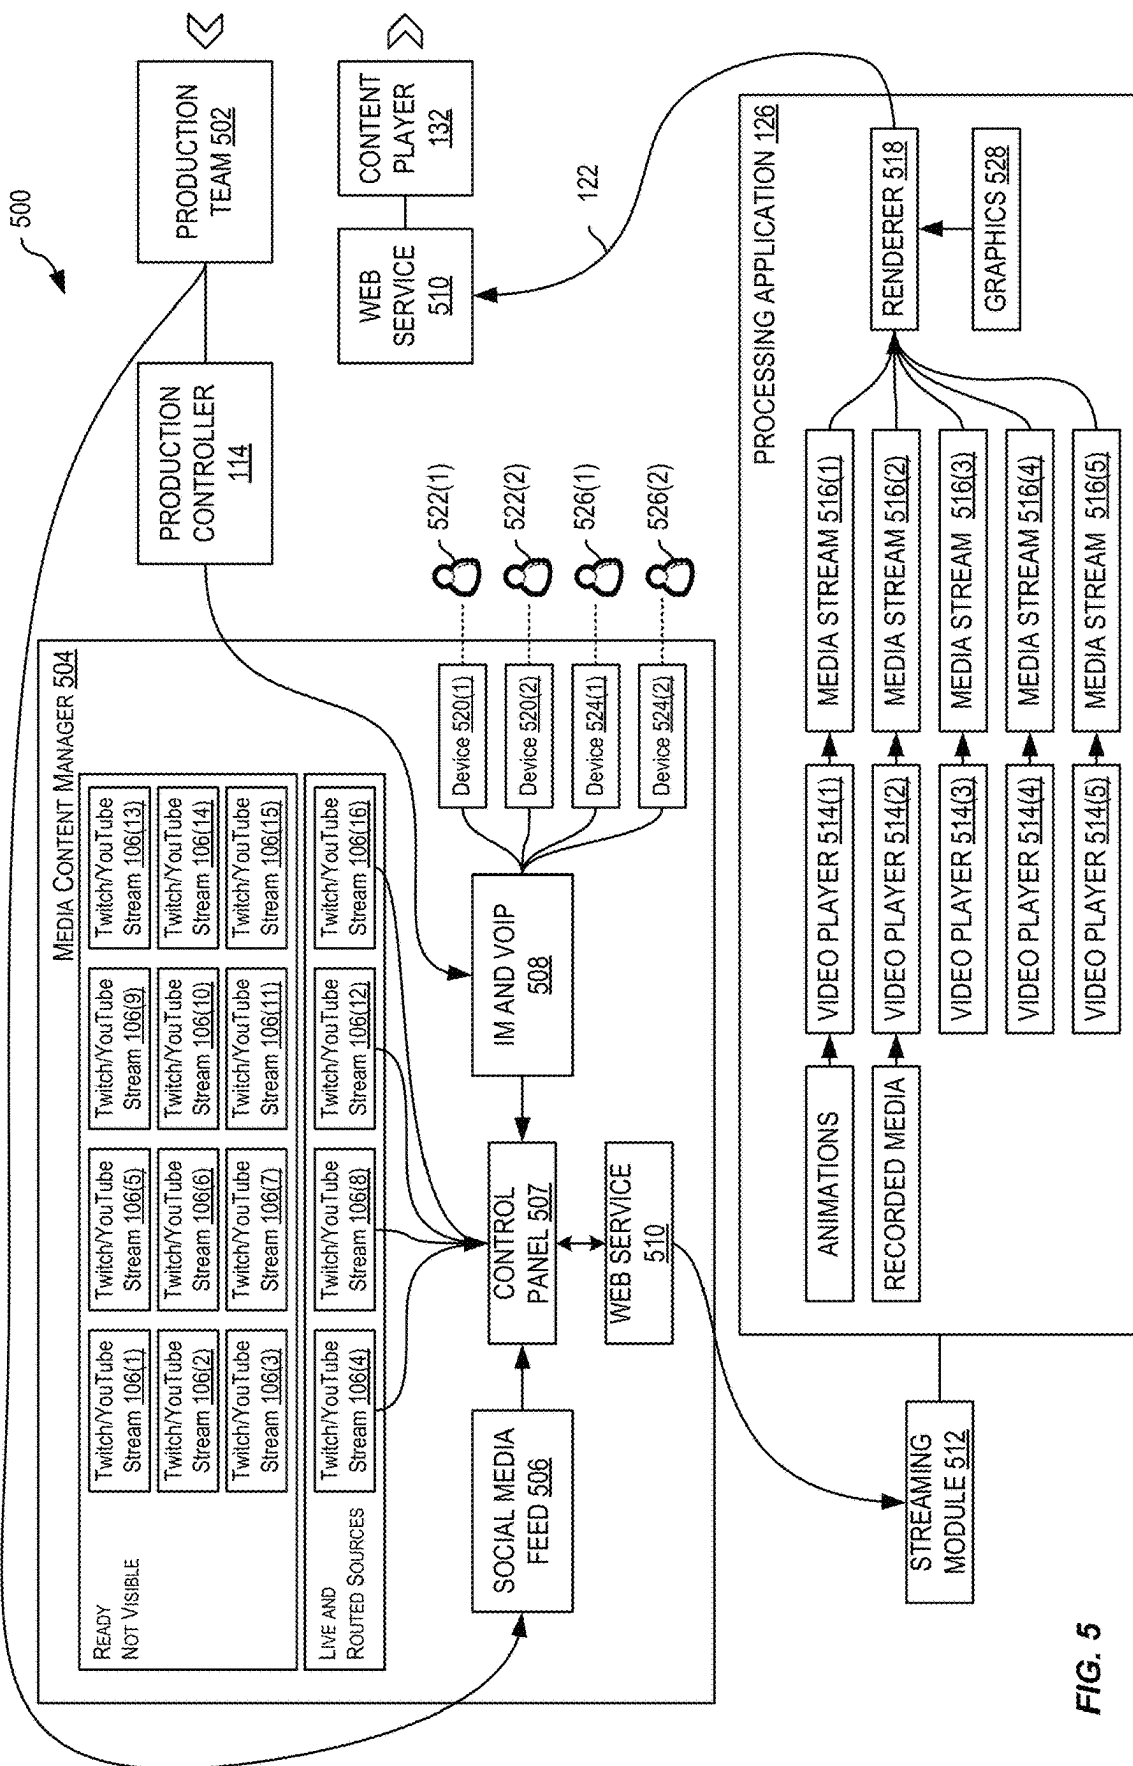 500
PRODUCTION
TEAM 502
PRODUCTION
CONTROLLER
114
CONTENT
PLAYER
132
WEB
SERVICE
510
122
MEDIA CONTENT MANAGER 504
READY
NOT VISIBLE
Twitch/YouTube
Stream 106(1)
Twitch/YouTube
Stream 106(5)
Twitch/YouTube
Stream 106(9)
Twitch/YouTube
Stream 106(13)
Twitch/YouTube
Stream 106(2)
Twitch/YouTube
Stream 106(6)
Twitch/YouTube
Stream 106(10)
Twitch/YouTube
Stream 106(14)
Twitch/YouTube
Stream 106(3)
Twitch/YouTube
Stream 106(7)
Twitch/YouTube
Stream 106(11)
Twitch/YouTube
Stream 106(15)
LIVE AND
ROUTED SOURCES
Twitch/YouTube
Stream 106(4)
Twitch/YouTube
Stream 106(8)
Twitch/YouTube
Stream 106(12)
Twitch/YouTube
Stream 106(16)
SOCIAL MEDIA
FEED 506
CONTROL
PANEL 507
IM AND VOIP
508
WEB SERVICE
510
Device 520(1)
Device 520(2)
Device 524(1)
Device 524(2)
522(1)
522(2)
526(1)
526(2)
STREAMING
MODULE 512
PROCESSING APPLICATION 126
ANIMATIONS
VIDEO PLAYER 514(1)
MEDIA STREAM 516(1)
RECORDED MEDIA
VIDEO PLAYER 514(2)
MEDIA STREAM 516(2)
VIDEO PLAYER 514(3)
MEDIA STREAM 516(3)
VIDEO PLAYER 514(4)
MEDIA STREAM 516(4)
VIDEO PLAYER 514(5)
MEDIA STREAM 516(5)
RENDERER 518
GRAPHICS 528
FIG. 5